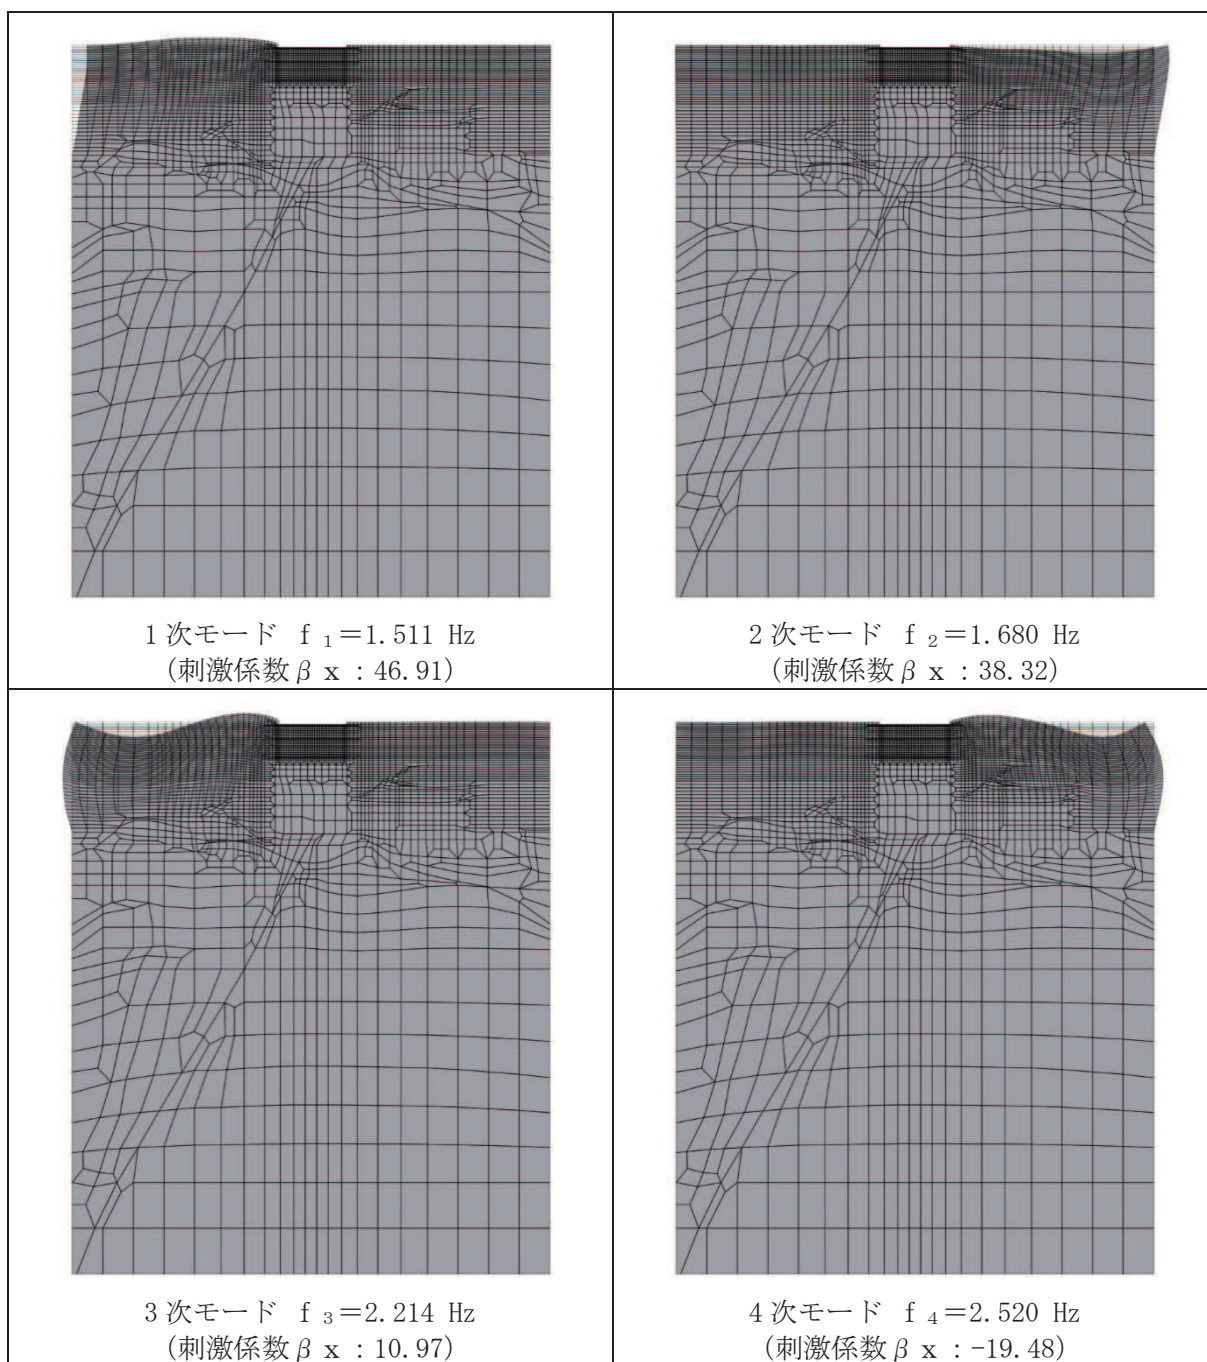 1次モード f₁=1.511 Hz
(刺激係数βx:46.91)
2次モード f₂=1.680 Hz
(刺激係数βx:38.32)
3次モード f₃=2.214 Hz
(刺激係数βx:10.97)
4次モード f₄=2.520 Hz
(刺激係数βx:-19.48)